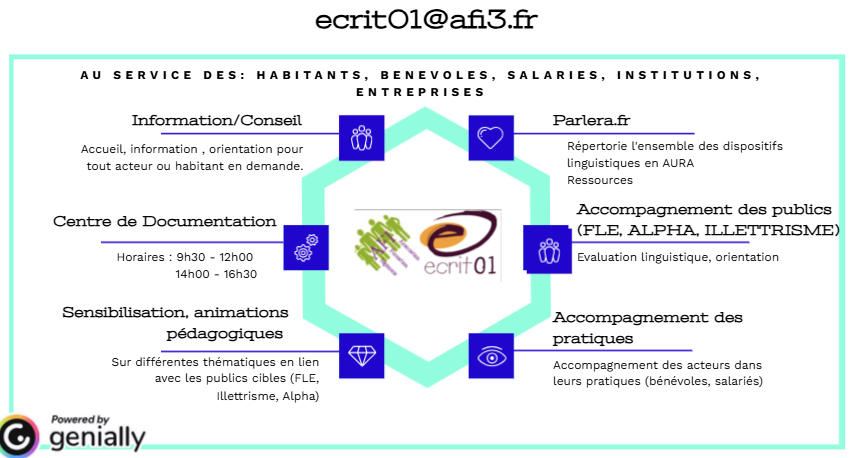 ecrit01@afi3.fr
AU SERVICE DES: HABITANTS, BENEVOLES, SALARIES, INSTITUTIONS,
ENTREPRISES
Information/Conseil
Accueil, information , orientation pour
tout acteur ou habitant en demande.
Parlera.fr
Répertorie l'ensemble des dispositifs
linguistiques en AURA
Ressources
Centre de Documentation
Horaires : 9h30 - 12h00
14h00 - 16h30
Accompagnement des publics
(FLE, ALPHA, ILLETTRISME)
Evaluation linguistique, orientation
ecrit01
Sensibilisation, animations
pédagogiques
Sur différentes thématiques en lien
avec les publics cibles (FLE,
Illettrisme, Alpha)
Accompagnement des
pratiques
Accompagnement des acteurs dans
leurs pratiques (bénévoles, salariés)
Powered by
genially